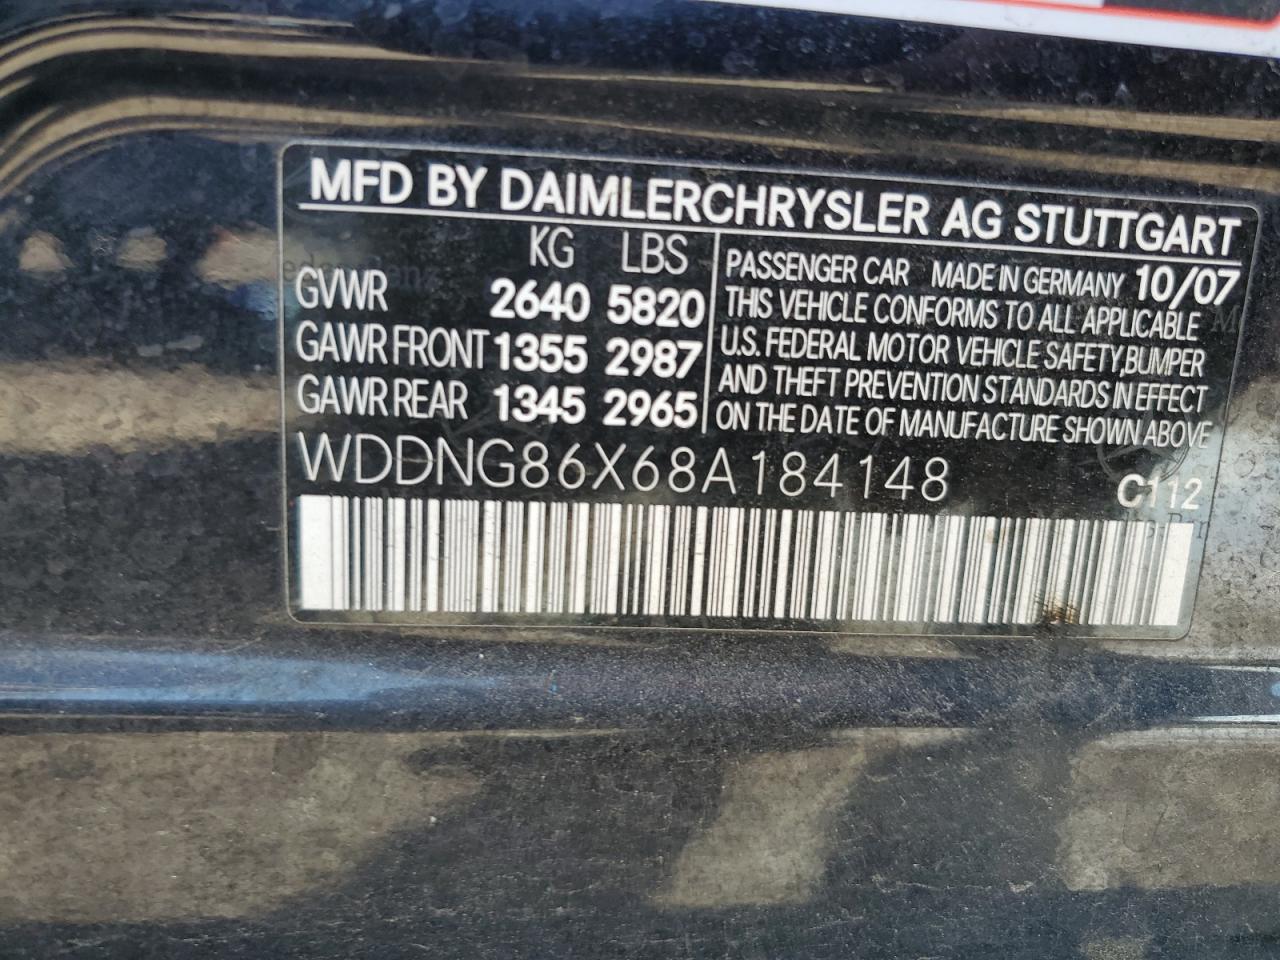 MFD BY DAIMLERCHRYSLER AG STUTTGART
KG LBS
GVWR 2640 5820
GAWR FRONT 1355 2987
GAWR REAR 1345 2965
PASSENGER CAR MADE IN GERMANY 10/07
THIS VEHICLE CONFORMS TO ALL APPLICABLE
U.S. FEDERAL MOTOR VEHICLE SAFETY, BUMPER
AND THEFT PREVENTION STANDARDS IN EFFECT
ON THE DATE OF MANUFACTURE SHOWN ABOVE
WDDNG86X68A184148
C112